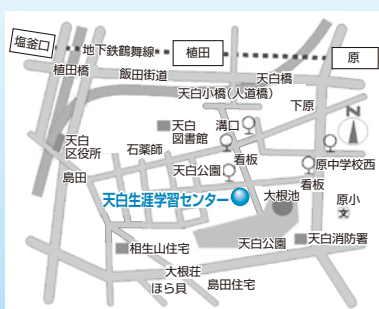 塩釜口
地下鉄鶴舞線
植田
原
植田橋
飯田街道
天白橋
天白小橋(人道橋)
下原
N
天白
区役所
天白
図書館
溝口
石薬師
看板
原中学校西
島田
天白公園
看板
天白生涯学習センター
大根池
原小
文
相生山住宅
天白公園
天白消防署
大根荘
ほら貝
島田住宅